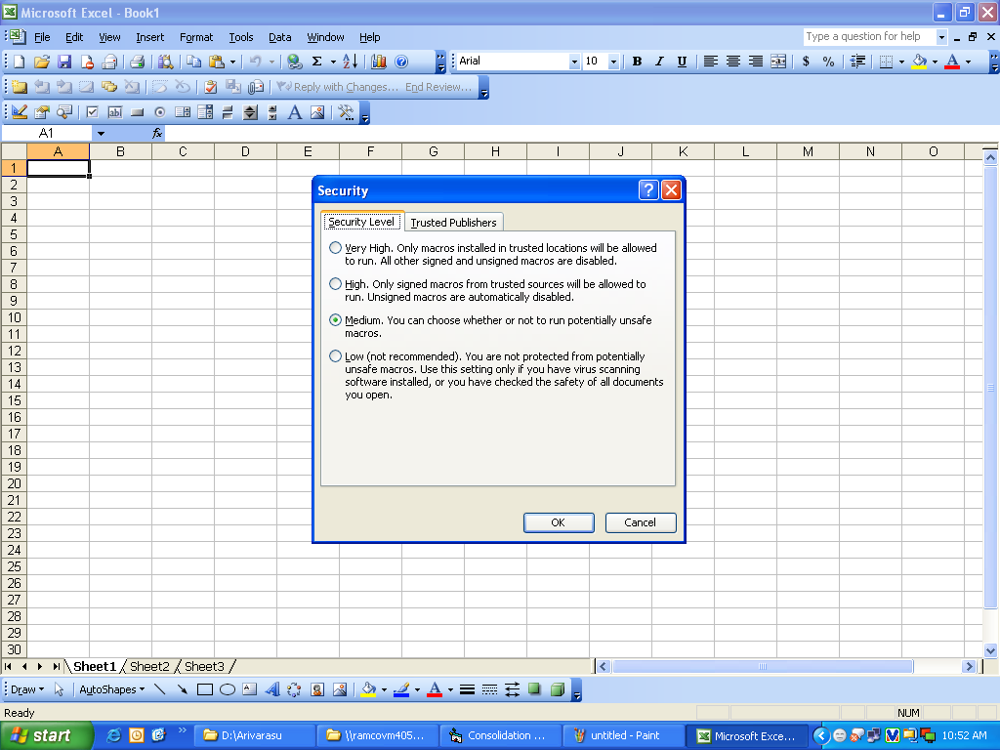 Microsoft Excel - Book1
File Edit View Insert Format Tools Data Window Help
Type a question for help
Arial 10 B I U $ %
Reply with Changes... End Review...
A1 fx
A B C D E F G H I J K L M N O
1
2
3
4
5
6
7
8
9
10
11
12
13
14
15
16
17
18
19
20
21
22
23
24
25
26
27
28
29
30
Security
Security Level Trusted Publishers
Very High. Only macros installed in trusted locations will be allowed
to run. All other signed and unsigned macros are disabled.
High. Only signed macros from trusted sources will be allowed to
run. Unsigned macros are automatically disabled.
Medium. You can choose whether or not to run potentially unsafe
macros.
Low (not recommended). You are not protected from potentially
unsafe macros. Use this setting only if you have virus scanning
software installed, or you have checked the safety of all documents
you open.
OK Cancel
Sheet1 Sheet2 Sheet3
Draw AutoShapes
Ready NUM
start D:\Arivarasu \\ramcovm405... Consolidation ... untitled - Paint Microsoft Exce... 10:52 AM